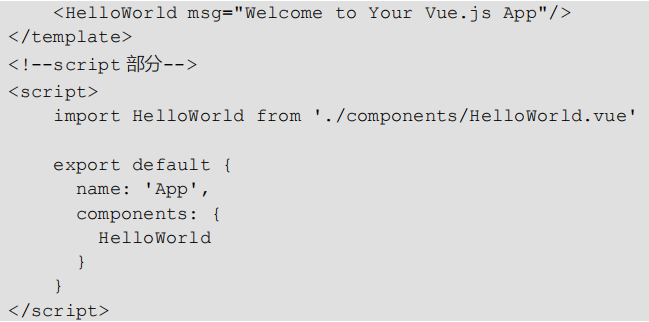 <HelloWorld msg="Welcome to Your Vue.js App"/>
</template>
<!--script 部分-->
<script>
import HelloWorld from './components/HelloWorld.vue'
export default {
name: 'App',
components: {
HelloWorld
}
}
</script>